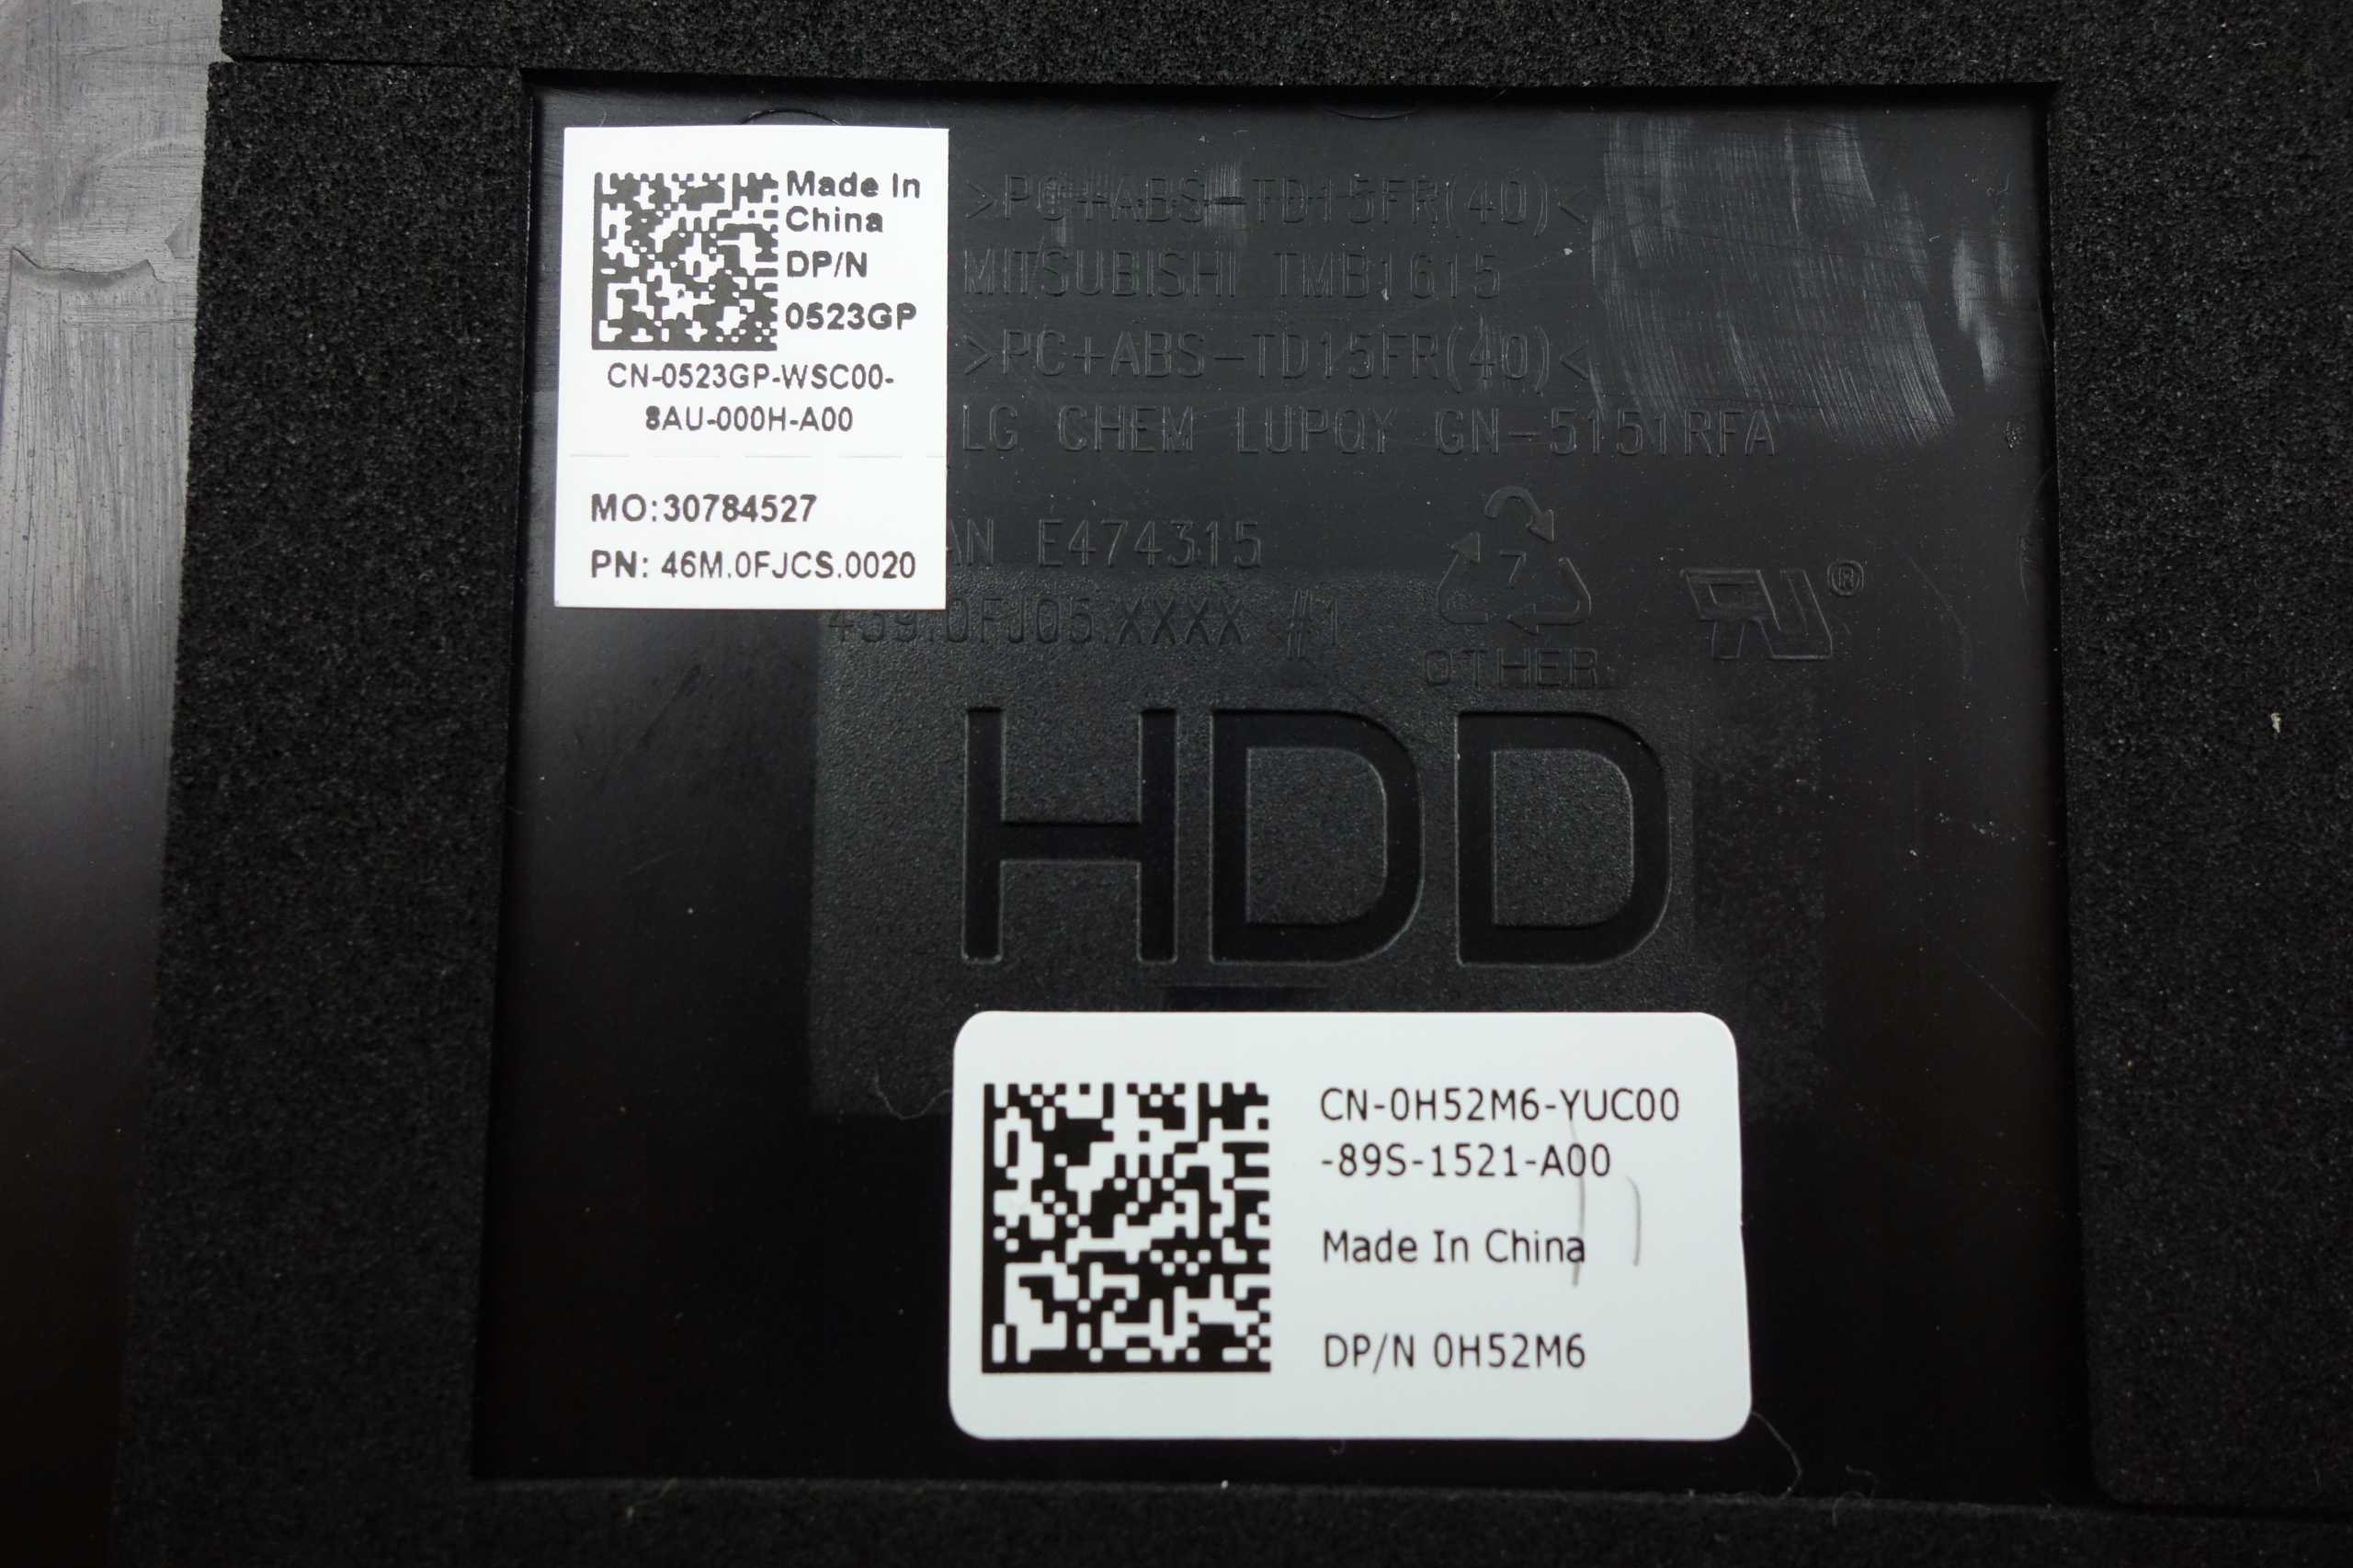 Made In
China
DP/N
0523GP
CN-0523GP-WSC00-
8AU-000H-A00
MO:30784527
PN: 46M.0FJCS.0020
>PC+ABS-TD15FR(40)<
MITSUBISHI TMB1615
>PC+ABS-TD15FR(40)<
LG CHEM LUPOY GN-5151RFA
E474315
7
OTHER
®
#1
HDD
CN-0H52M6-YUC00
-89S-1521-A00
Made In China
DP/N 0H52M6